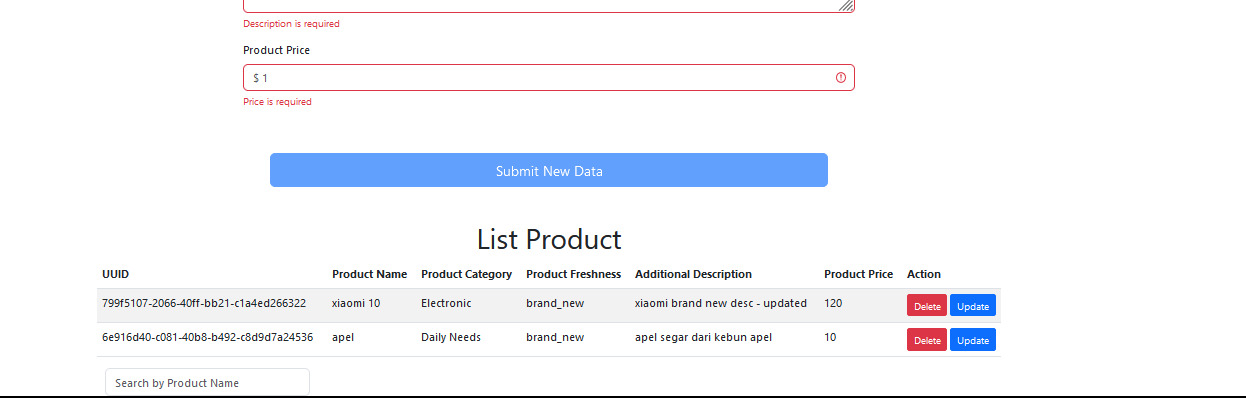 Description is required
Product Price
$ 1
Price is required
Submit New Data
List Product
UUID Product Name Product Category Product Freshness Additional Description Product Price Action
799f5107-2066-40ff-bb21-c1a4ed266322 xiaomi 10 Electronic brand_new xiaomi brand new desc - updated 120 Delete Update
6e916d40-c081-40b8-b492-c8d9d7a24536 apel Daily Needs brand_new apel segar dari kebun apel 10 Delete Update
Search by Product Name